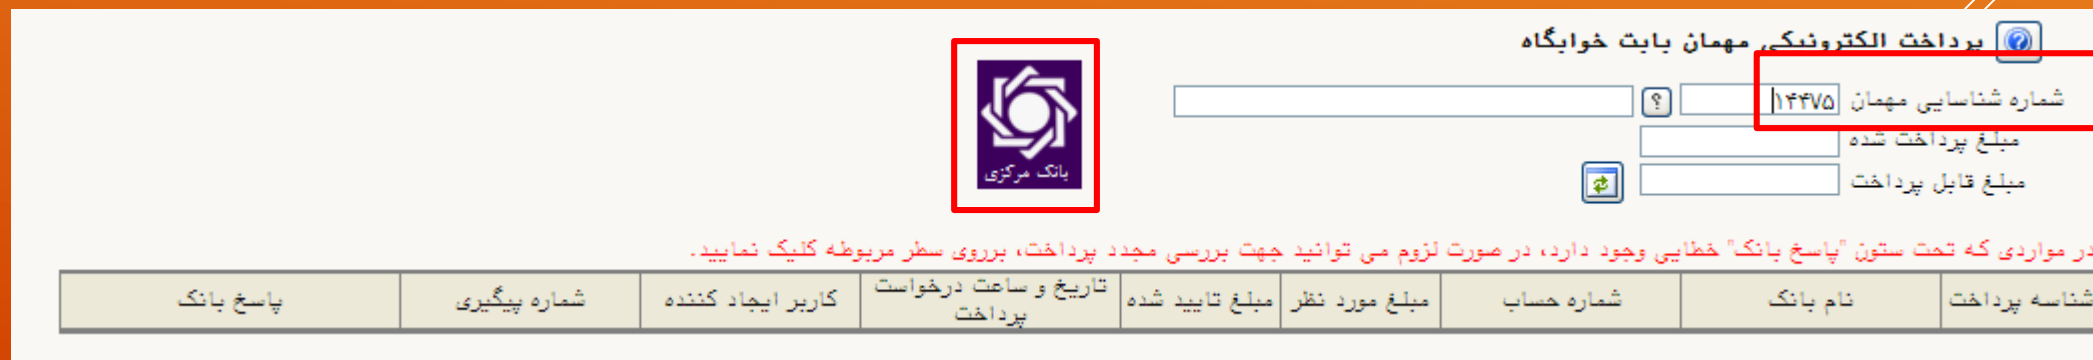 پرداخت الکترونیکی مهمان بابت خوابگاه
شماره شناسایی مهمان ۱۴۴۷۵ ؟
مبلغ پرداخت شده
مبلغ قابل پرداخت
بانک مرکزی
در مواردی که تحت ستون "پاسخ بانک" خطایی وجود دارد، در صورت لزوم می توانید جهت بررسی مجدد پرداخت، برروی سطر مربوطه کلیک نمایید.
شناسه پرداخت نام بانک شماره حساب مبلغ مورد نظر مبلغ تایید شده تاریخ و ساعت درخواست پرداخت کاربر ایجاد کننده شماره پیگیری پاسخ بانک